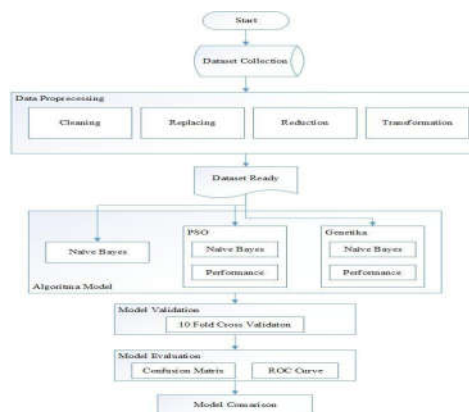 Start
Dataset Collection
Data Proprecessing
Cleaning
Replacing
Reduction
Transformation
Dataset Ready
Naive Bayes
PSO
Naive Bayes
Performance
Genetika
Naive Bayes
Performance
Algoritma Model
Model Validation
10 Fold Cross Validaton
Model Evaluation
Confusion Matrix
ROC Curve
Model Comparison